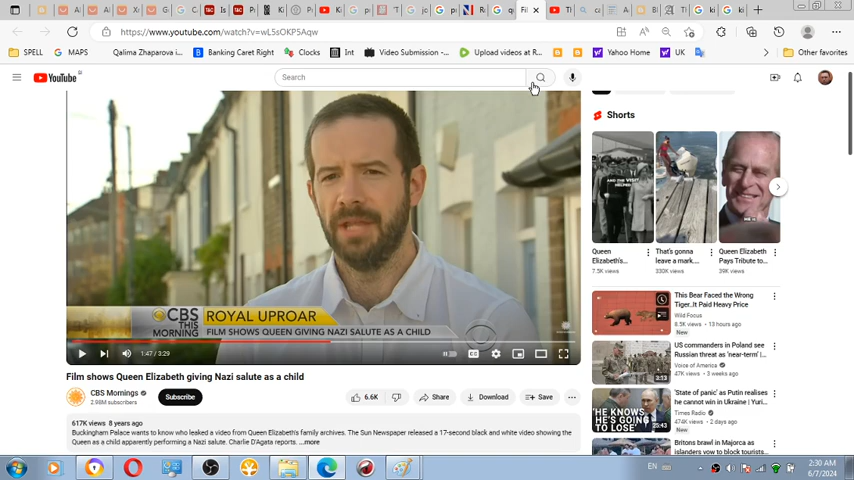 https://www.youtube.com/watch?v=wL5sOKP5Aqw
SPELL
MAPS
Qalima Zhaparova i...
Banking Caret Right
Clocks
Int
Video Submission -...
Upload videos at R...
Yahoo Home
UK
Other favorites
YouTube
Search
CBS THIS MORNING
ROYAL UPROAR
FILM SHOWS QUEEN GIVING NAZI SALUTE AS A CHILD
1:47 / 3:29
Film shows Queen Elizabeth giving Nazi salute as a child
CBS Mornings
2.98M subscribers
Subscribe
6.6K
Share
Download
Save
617K views 8 years ago
Buckingham Palace wants to know who leaked a video from Queen Elizabeth's family archives. The Sun Newspaper released a 17-second black and white video showing the
Queen as a child apparently performing a Nazi salute. Charlie D'Agata reports. ...more
Shorts
AND THE VISIT
HELPED
ME IS
Queen Elizabeth's...
7.5K views
That's gonna leave a mark....
330K views
Queen Elizabeth Pays Tribute to...
39K views
This Bear Faced the Wrong
Tiger..It Paid Heavy Price
Wild Focus
8.5K views • 13 hours ago
New
US commanders in Poland see
Russian threat as 'near-term' |...
Voice of America
47K views • 3 weeks ago
3:53
'State of panic' as Putin realises
he cannot win in Ukraine | Yuri...
Times Radio
474K views • 2 days ago
New
HE KNOWS
HE'S GOING
TO LOSE
25:43
Britons brawl in Majorca as
islanders vow to block tourists...
EN
2:30 AM
6/7/2024